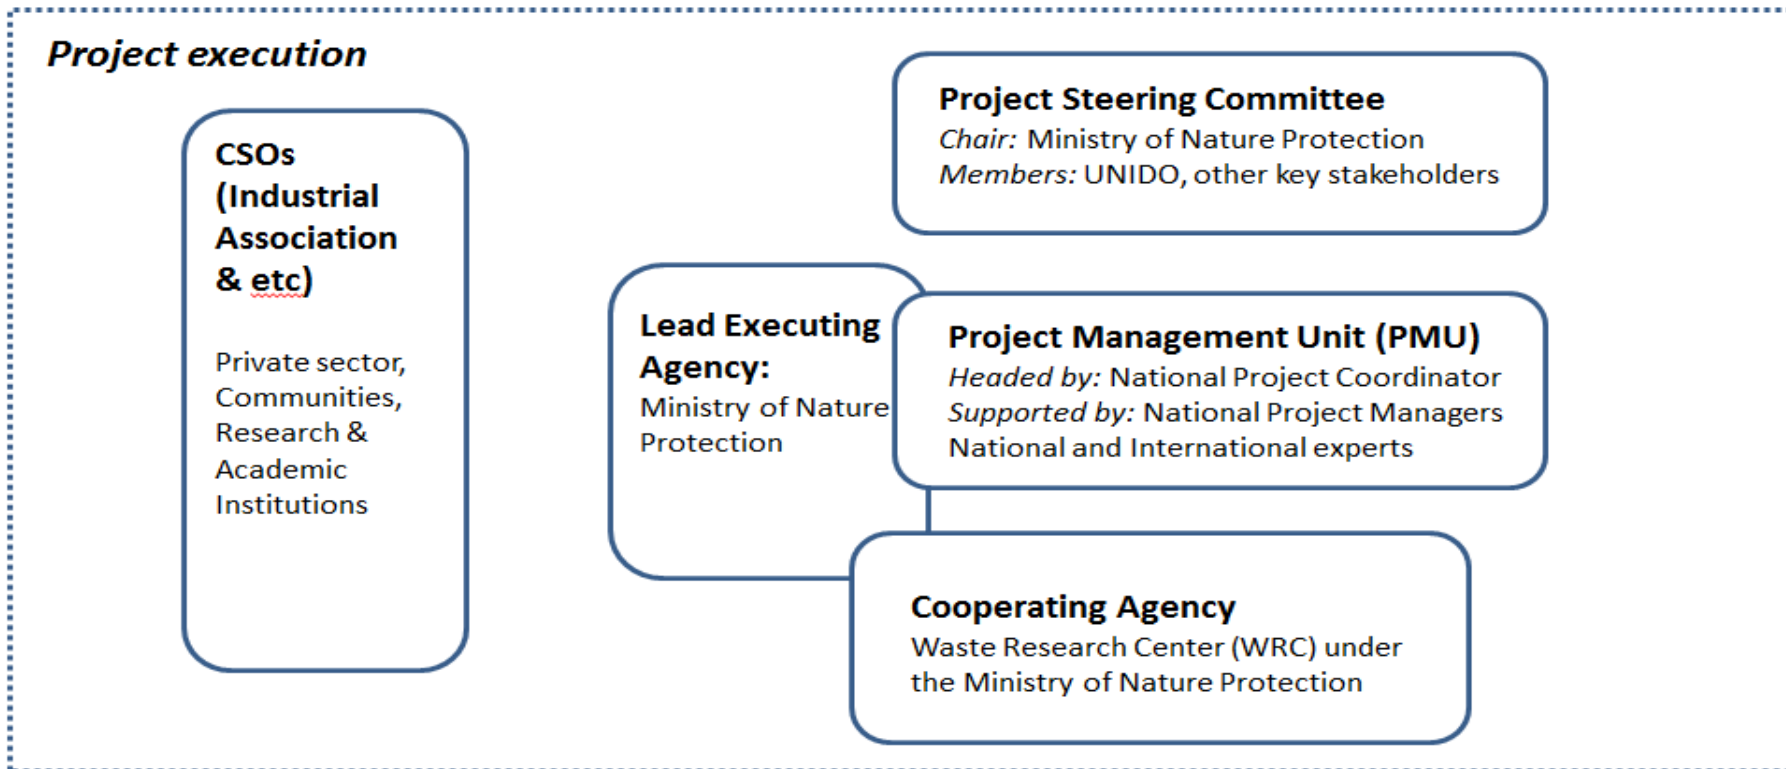 Project execution
CSOs
(Industrial
Association
& etc)
Private sector,
Communities,
Research &
Academic
Institutions
Project Steering Committee
Chair: Ministry of Nature Protection
Members: UNIDO, other key stakeholders
Lead Executing
Agency:
Ministry of Nature
Protection
Project Management Unit (PMU)
Headed by: National Project Coordinator
Supported by: National Project Managers
National and International experts
Cooperating Agency
Waste Research Center (WRC) under
the Ministry of Nature Protection